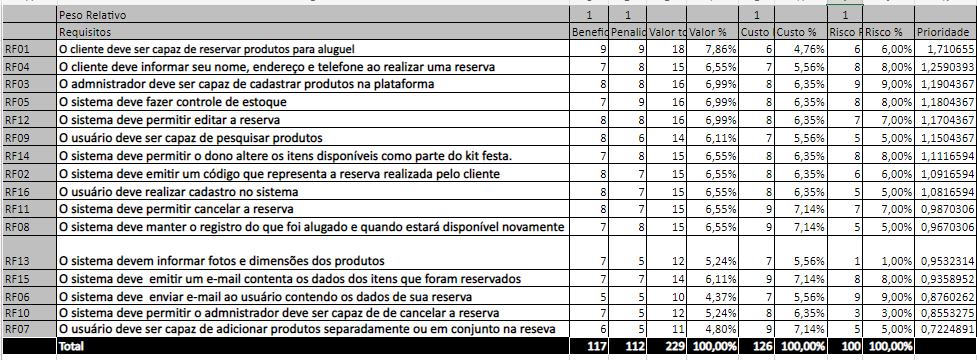 Peso Relativo 1 1 1 1
Requisitos Benefíc Penalid Valor to Valor % Custo Custo % Risco R Risco % Prioridade
RF01 O cliente deve ser capaz de reservar produtos para aluguel 9 9 18 7,86% 6 4,76% 6 6,00% 1,710655
RF04 O cliente deve informar seu nome, endereço e telefone ao realizar uma reserva 7 8 15 6,55% 7 5,56% 8 8,00% 1,2590393
RF03 O admnistrador deve ser capaz de cadastrar produtos na plataforma 8 8 16 6,99% 8 6,35% 9 9,00% 1,1904367
RF05 O sistema deve fazer controle de estoque 7 9 16 6,99% 8 6,35% 8 8,00% 1,1804367
RF12 O sistema deve permitir editar a reserva 8 8 16 6,99% 8 6,35% 7 7,00% 1,1704367
RF09 O usuário deve ser capaz de pesquisar produtos 8 6 14 6,11% 7 5,56% 5 5,00% 1,1504367
RF14 O sistema deve permitir o dono altere os itens disponíveis como parte do kit festa. 7 8 15 6,55% 8 6,35% 8 8,00% 1,1116594
RF02 O sistema deve emitir um código que representa a reserva realizada pelo cliente 8 7 15 6,55% 8 6,35% 6 6,00% 1,0916594
RF16 O usuário deve realizar cadastro no sistema 8 7 15 6,55% 8 6,35% 5 5,00% 1,0816594
RF11 O sistema deve permitir cancelar a reserva 8 7 15 6,55% 9 7,14% 7 7,00% 0,9870306
RF08 O sistema deve manter o registro do que foi alugado e quando estará disponível novamente 7 8 15 6,55% 9 7,14% 5 5,00% 0,9670306
RF13 O sistema devem informar fotos e dimensões dos produtos 7 5 12 5,24% 7 5,56% 1 1,00% 0,9532314
RF15 O sistema deve  emitir um e-mail contenta os dados dos itens que foram reservados 7 7 14 6,11% 9 7,14% 8 8,00% 0,9358952
RF06 O sistema deve  enviar e-mail ao usuário contendo os dados de sua reserva 5 5 10 4,37% 7 5,56% 9 9,00% 0,8760262
RF10 O sistema deve permitir o admnistrador deve ser capaz de de cancelar a reserva 7 5 12 5,24% 8 6,35% 3 3,00% 0,8553275
RF07 O usuário deve ser capaz de adicionar produtos separadamente ou em conjunto na reseva 6 5 11 4,80% 9 7,14% 5 5,00% 0,7224891
Total 117 112 229 100,00% 126 100,00% 100 100,00%